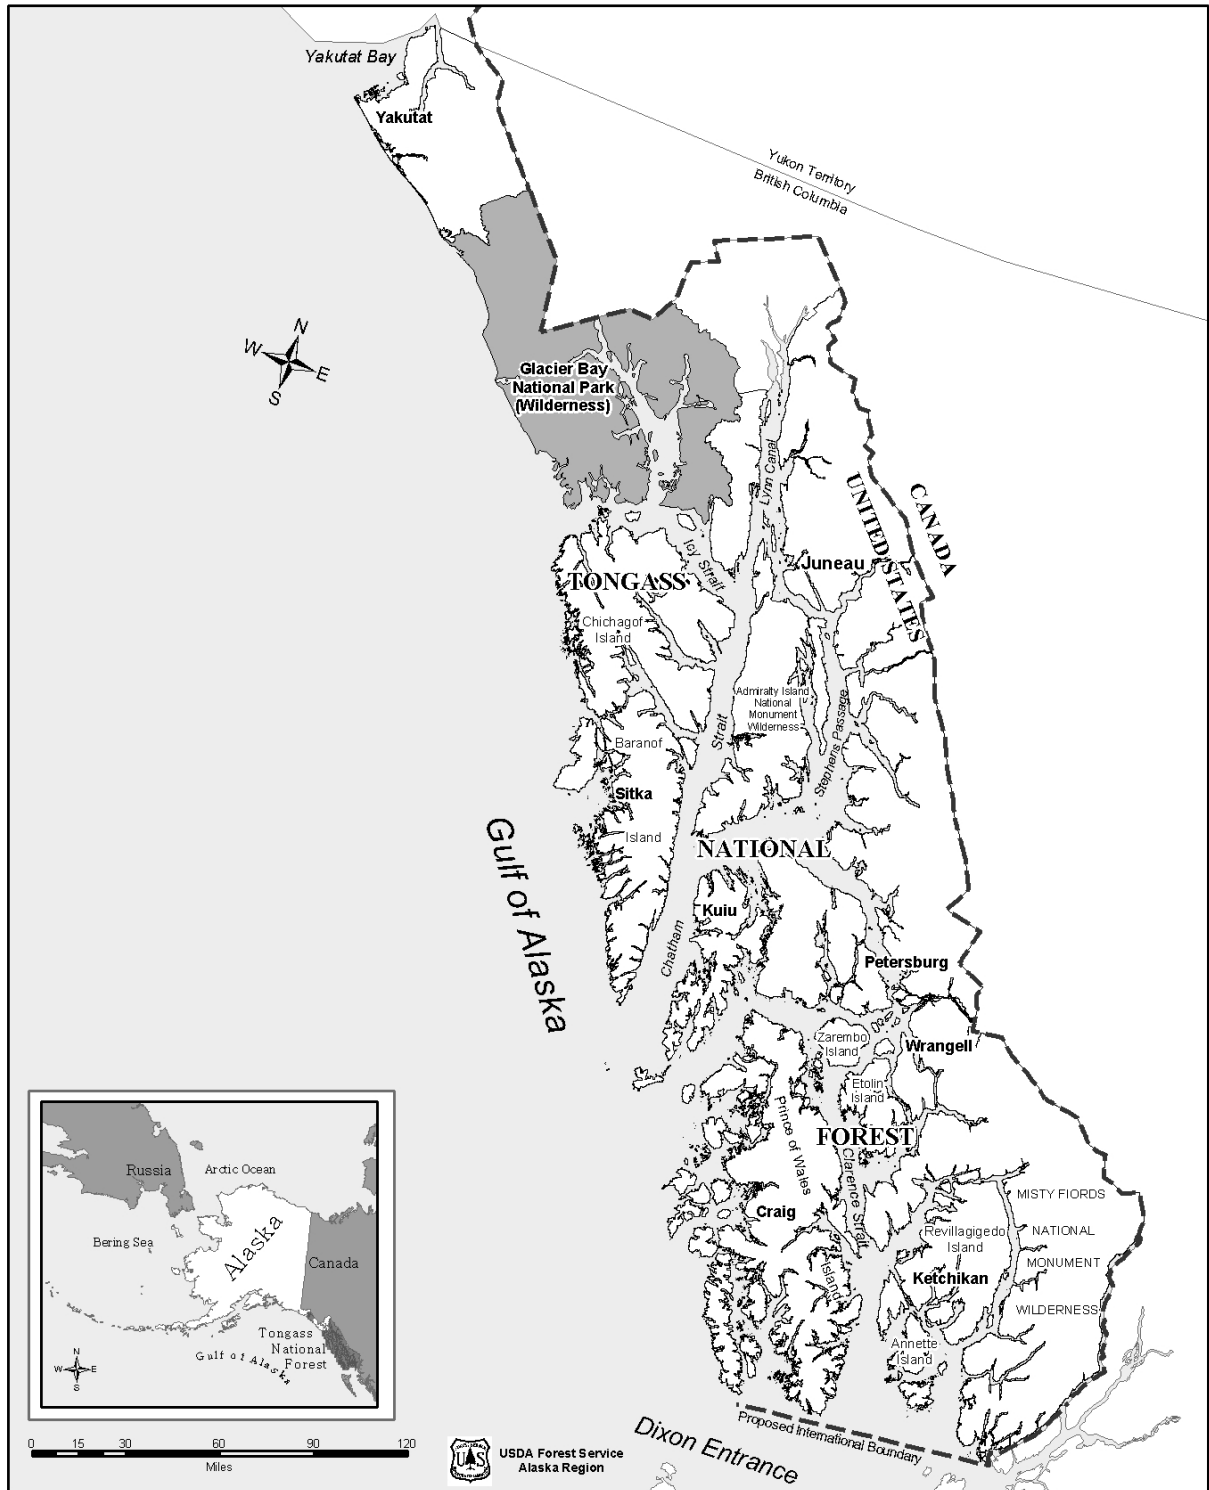 Yakutat Bay
Yakutat
Yukon Territory
British Columbia
N
W
E
S
Glacier Bay
National Park
(Wilderness)
Lynn Canal
CANADA
UNITED STATES
Icy Strait
Juneau
TONGASS
Chichagof
Island
Admiralty Island
National
Monument
Wilderness
Stephens Passage
Strait
Baranof
Sitka
Island
Gulf of Alaska
NATIONAL
Kuiu
Chatham
Petersburg
Zarembo
Island
Wrangell
Etolin
Island
Prince of Wales
FOREST
Clarence Strait
MISTY FIORDS
Craig
Revillagigedo
Island
NATIONAL
MONUMENT
Ketchikan
Island
WILDERNESS
Annette
Island
Proposed International Boundary
Dixon Entrance
Russia
Arctic Ocean
Bering Sea
Alaska
Canada
Tongass
National
Forest
Gulf of Alaska
N
W
E
S
0 15 30 60 90 120
Miles
U S
USDA Forest Service
Alaska Region